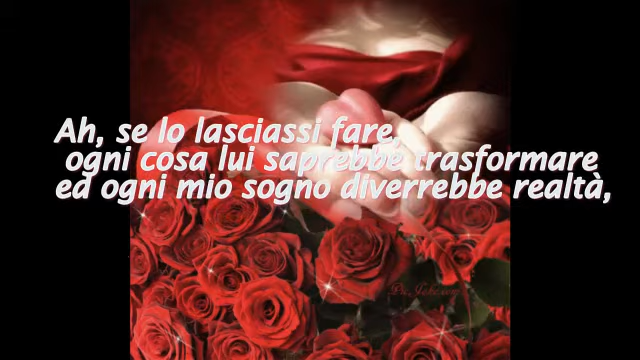 Ah, se lo lasciassi fare,
ogni cosa lui saprebbe trasformare
ed ogni mio sogno diverrebbe realtà,